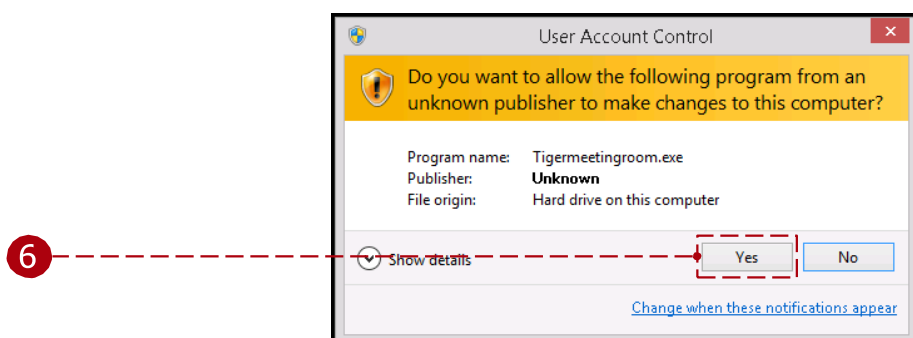 User Account Control
Do you want to allow the following program from an
unknown publisher to make changes to this computer?
Program name: Tigermeetingroom.exe
Publisher: Unknown
File origin: Hard drive on this computer
6
Show details
Yes
No
Change when these notifications appear